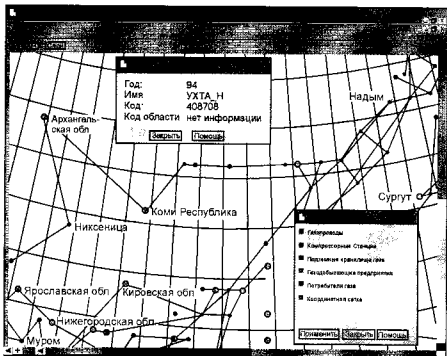 Год: 94
Имя УХТА_Н
Код: 408708
Код области нет информации
Закрыть Помощь
Надым
Архангель-
ская обл
Сургут
Коми Республика
Никсеница
Газопроводы
Компрессорные Станции
Подземные хранилища газа
Газодобывающие предприятия
Потребители газа
Координатная сетка
Применить Закрыть Помощь
Ярославская обл
Кировская обл
Нижегородская обл
Муром